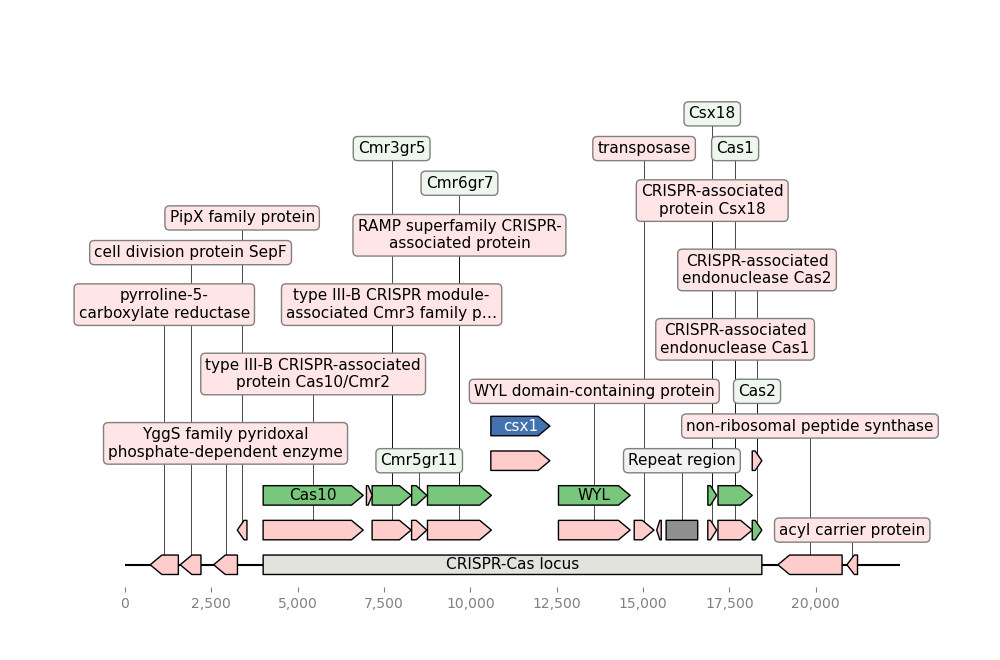 Csx18
Cmr3gr5
transposase
Cas1
Cmr6gr7
CRISPR-associated
protein Csx18
PipX family protein
RAMP superfamily CRISPR-
associated protein
cell division protein SepF
CRISPR-associated
endonuclease Cas2
pyrroline-5-
carboxylate reductase
type III-B CRISPR module-
associated Cmr3 family p...
CRISPR-associated
endonuclease Cas1
type III-B CRISPR-associated
protein Cas10/Cmr2
WYL domain-containing protein
Cas2
csx1
non-ribosomal peptide synthase
YggS family pyridoxal
phosphate-dependent enzyme
Cmr5gr11
Repeat region
Cas10
WYL
acyl carrier protein
CRISPR-Cas locus
0
2,500
5,000
7,500
10,000
12,500
15,000
17,500
20,000